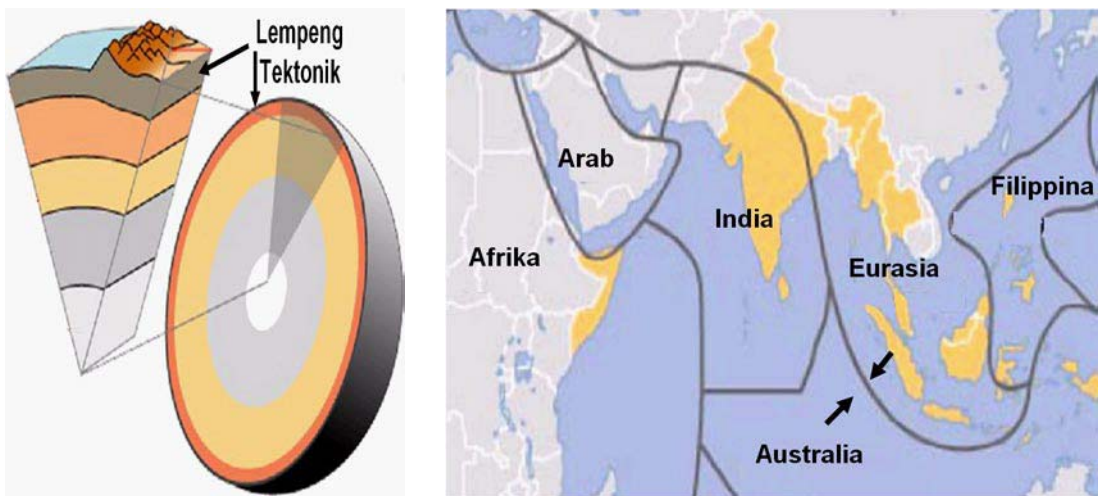 Lempeng
Tektonik
Arab
Filippina
India
Afrika
Eurasia
Australia